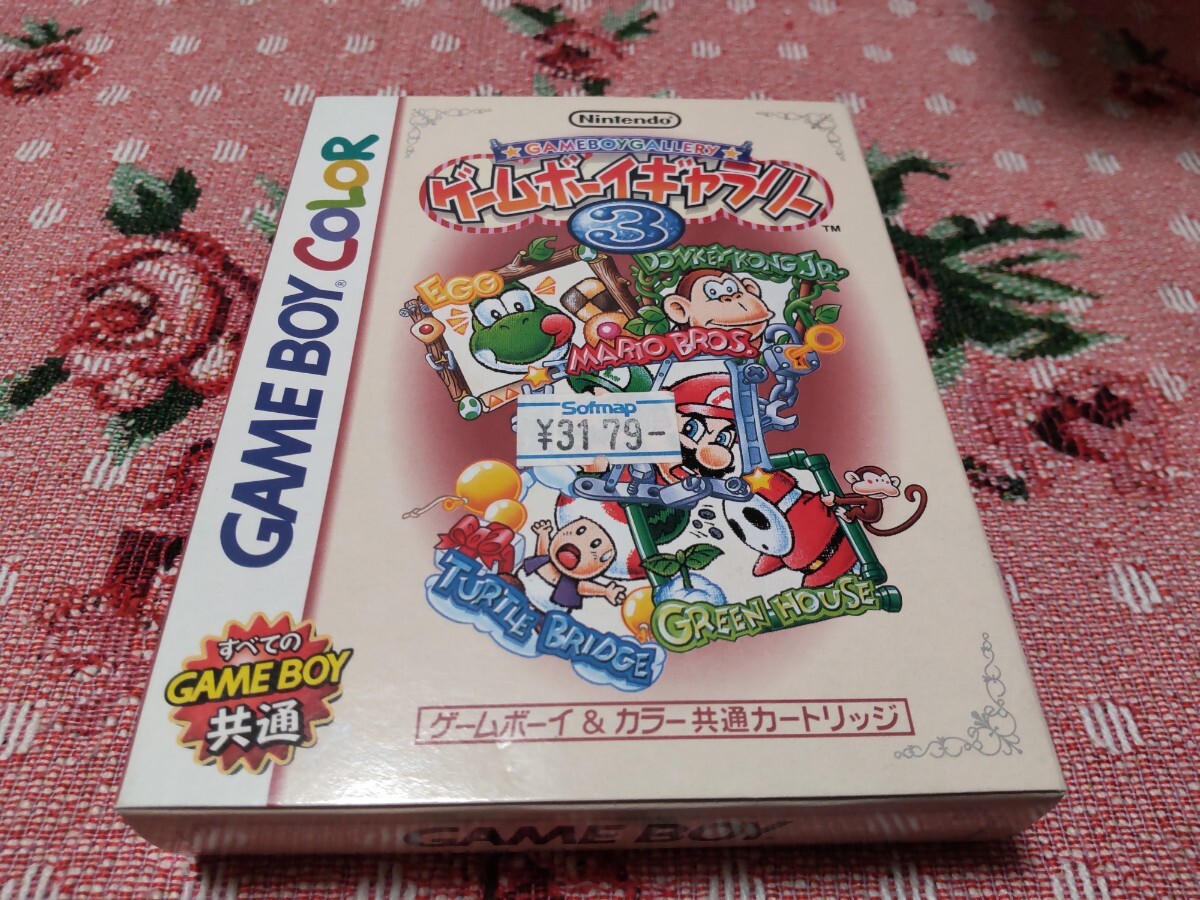 Nintendo
GAMEBOYGALLERY
ゲームボーイギャラリー
3
TM
GAME BOY COLOR
®
EGG
DONKEY KONG JR.
MARIO BROS.
Sofmap
¥3179-
TURTLE BRIDGE
GREEN HOUSE
すべての
GAME BOY
共通
ゲームボーイ&カラー共通カートリッジ
GAME BOY